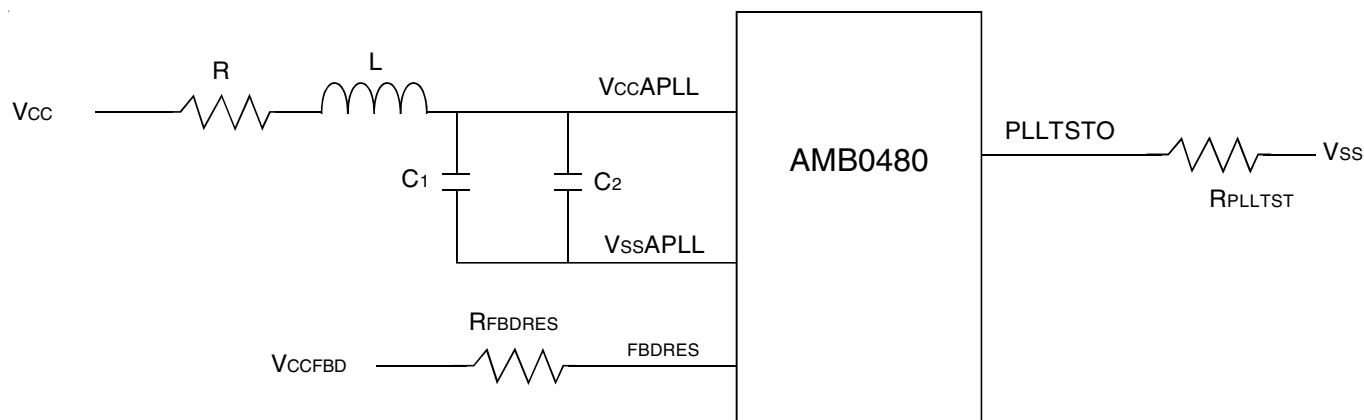 R
L
VCC
VCCAPLL
C1
C2
VSSAPLL
AMB0480
PLLTSTO
VSS
RPLLTST
RFBDRES
VCCFBD
FBDRES